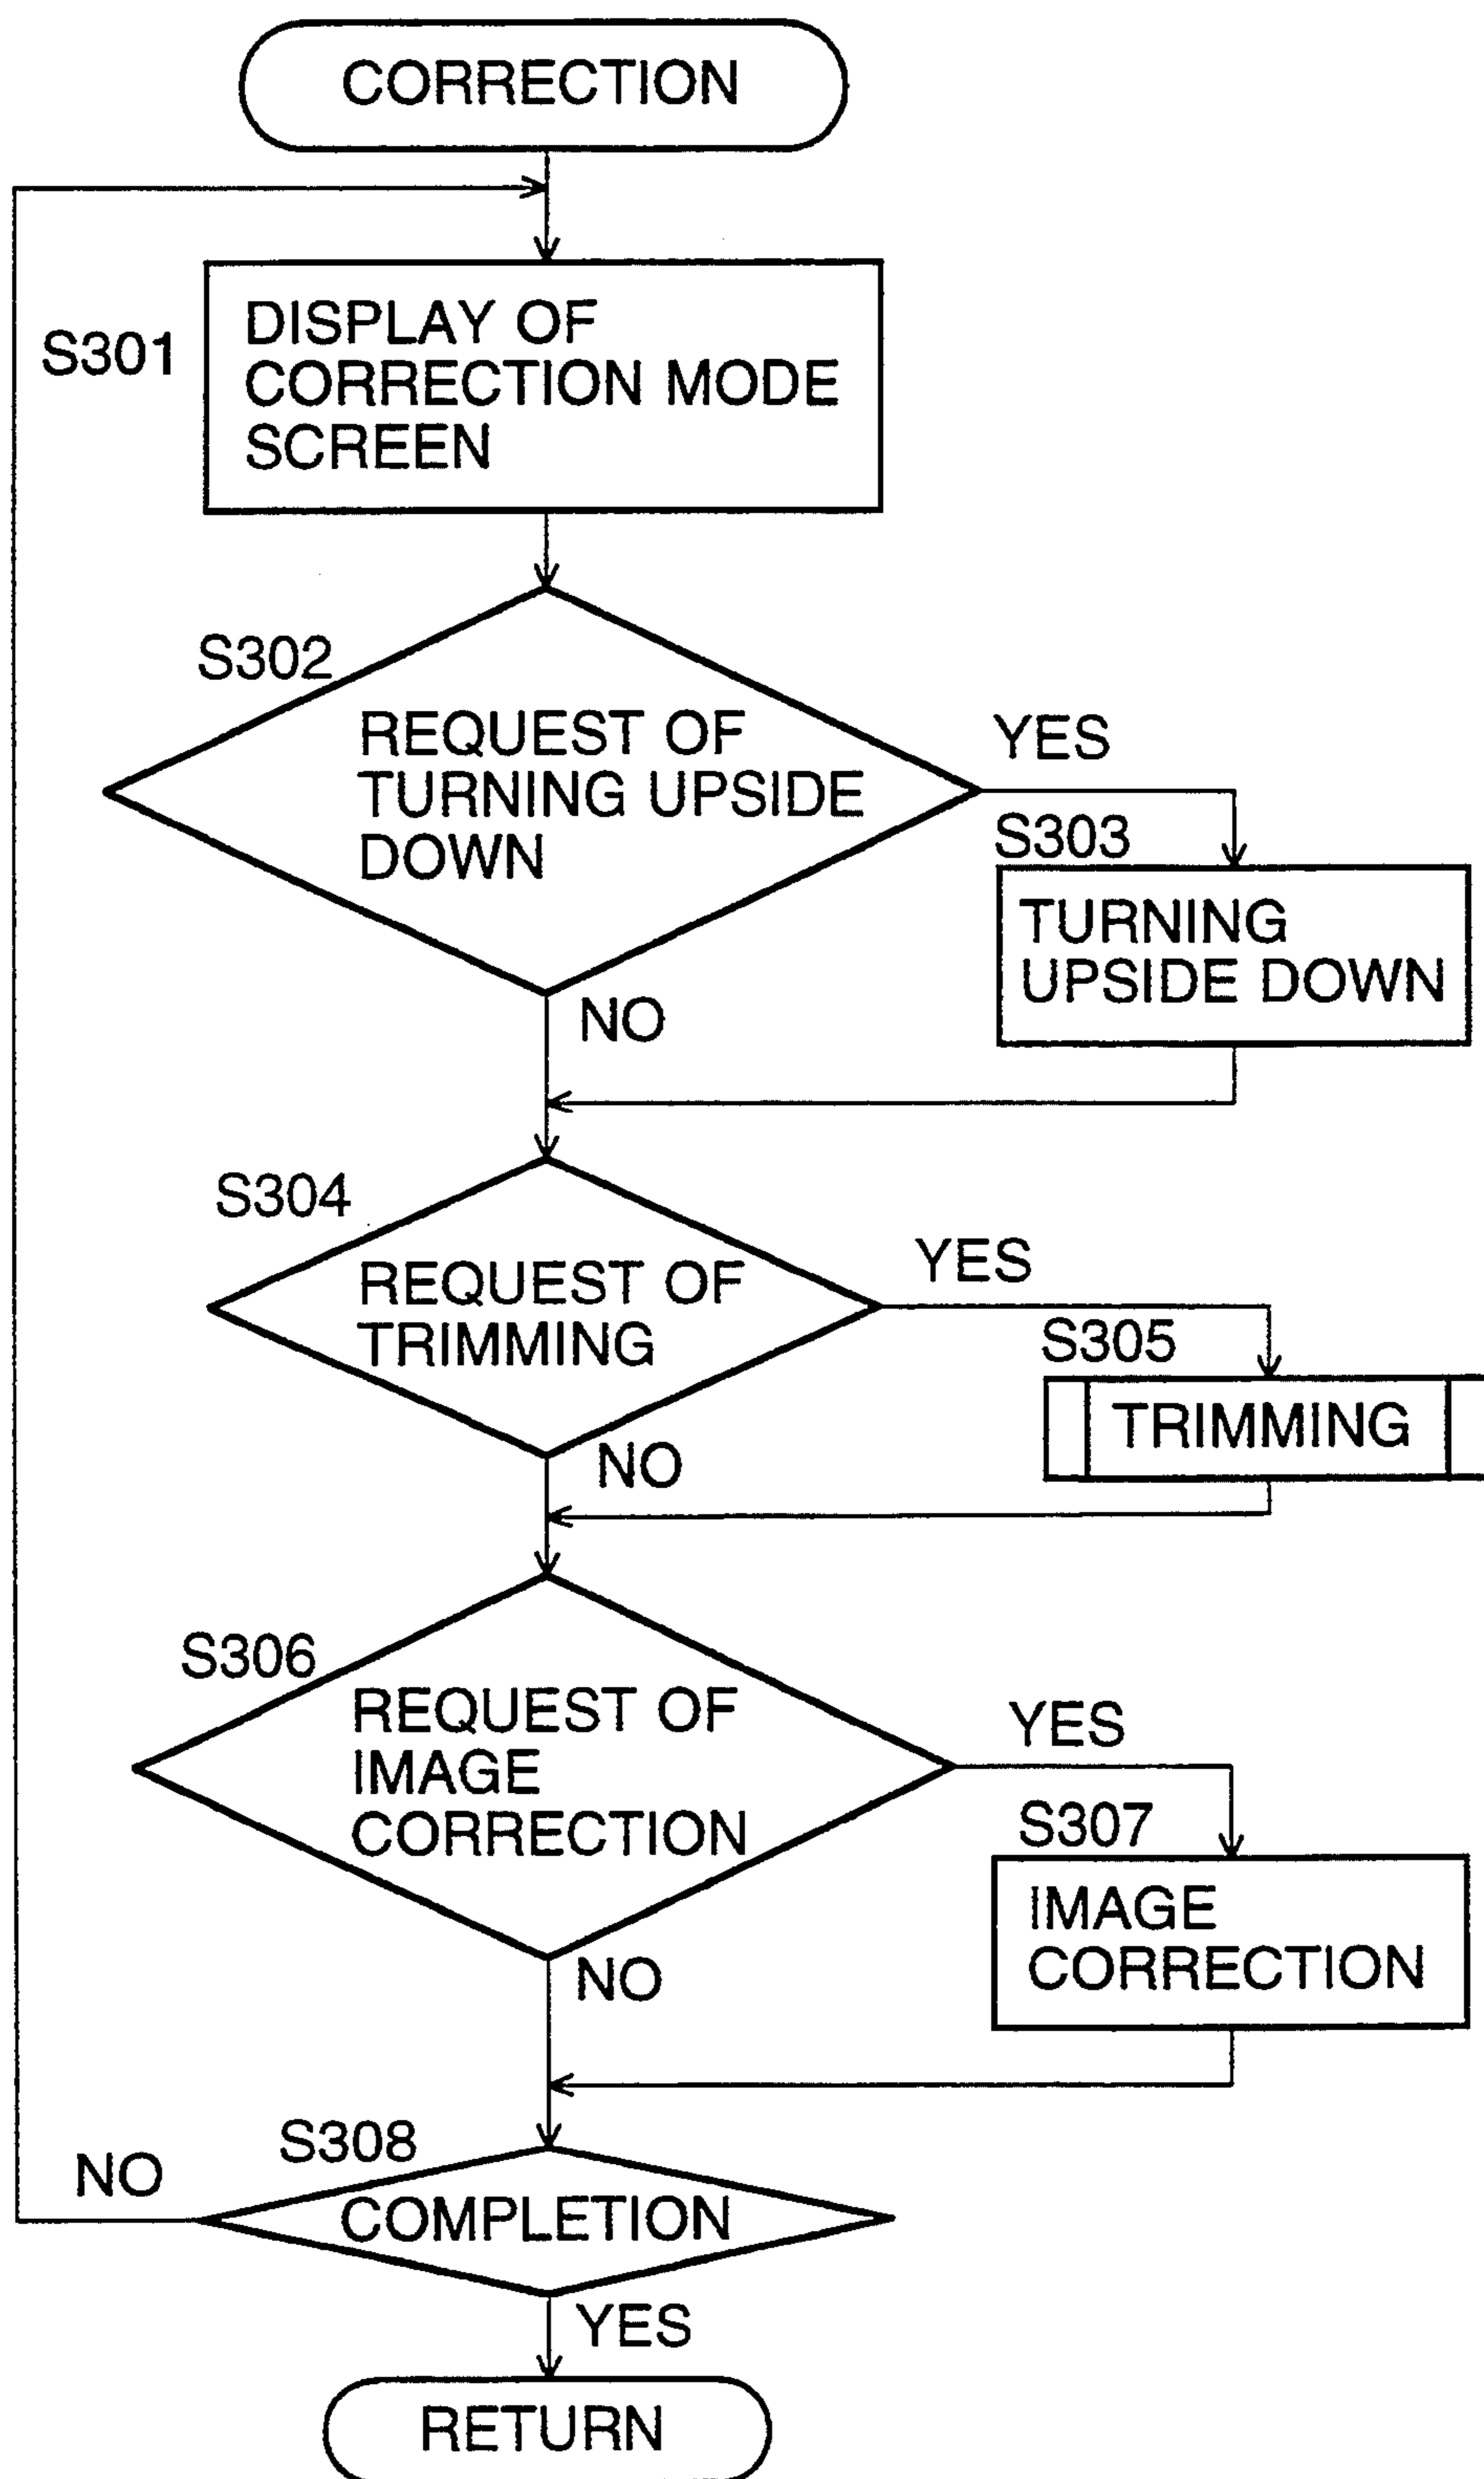 CORRECTION
S301
DISPLAY OF
CORRECTION MODE
SCREEN
S302
REQUEST OF
TURNING UPSIDE
DOWN
YES
S303
TURNING
UPSIDE DOWN
NO
S304
REQUEST OF
TRIMMING
YES
S305
TRIMMING
NO
S306
REQUEST OF
IMAGE
CORRECTION
YES
S307
IMAGE
CORRECTION
NO
S308
NO
COMPLETION
YES
RETURN